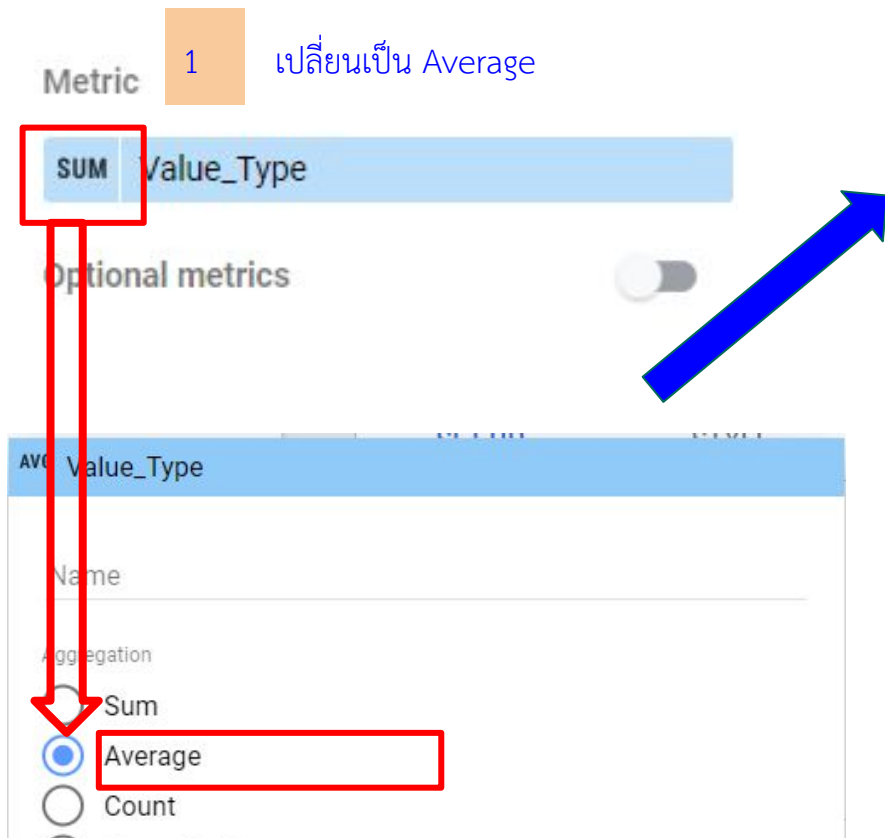 1 เปลี่ยนเป็น Average
Metric
SUM Value_Type
Optional metrics
Value_Type
Name
Aggregation
Sum
Average
Count